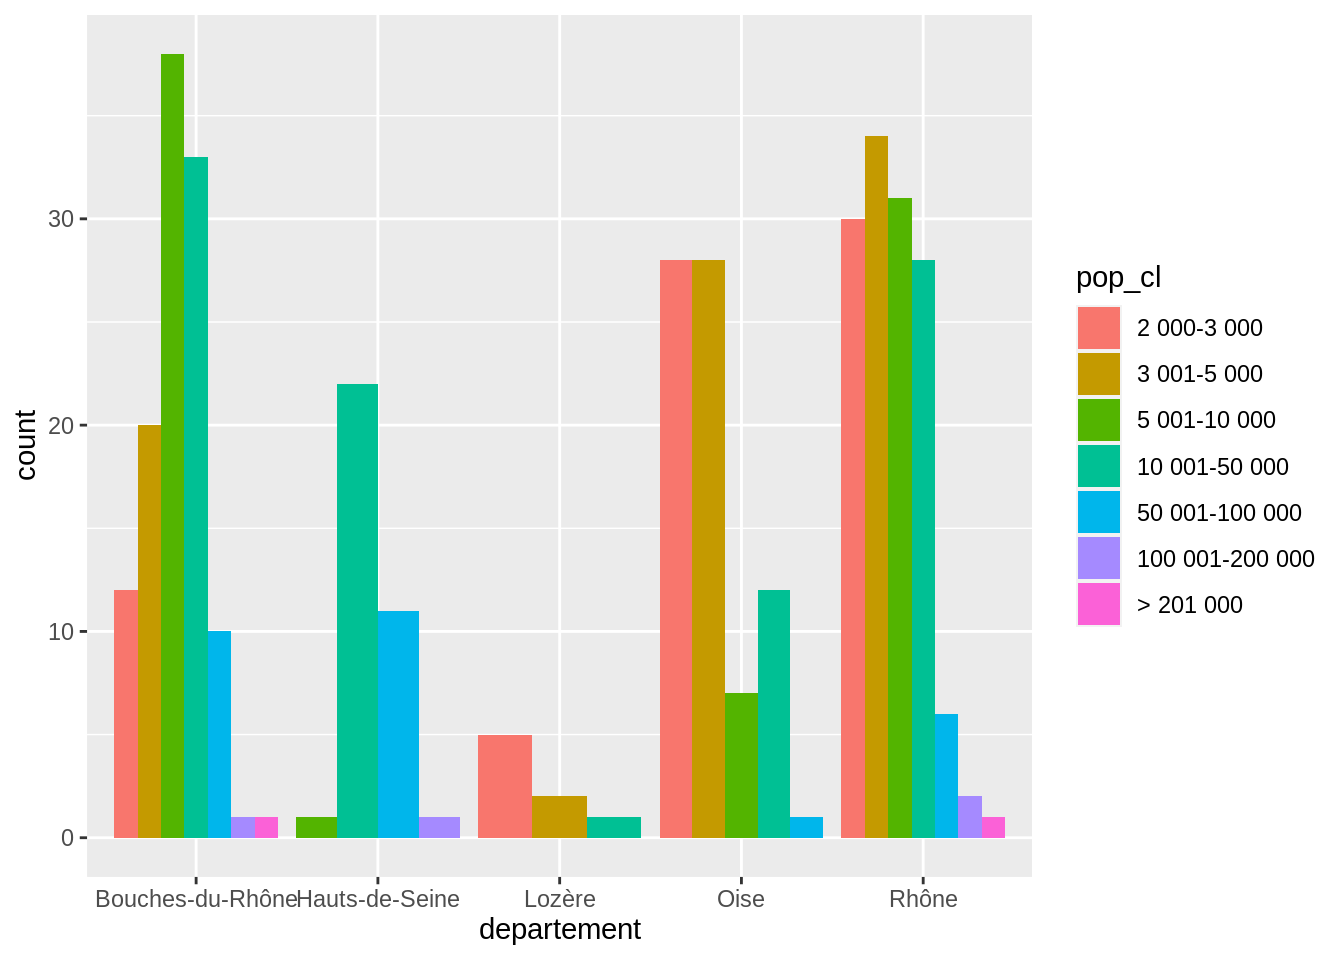 count
30
20
10
0
Bouches-du-Rhône
Hauts-de-Seine
Lozère
Oise
Rhône
departement
pop_cl
2 000-3 000
3 001-5 000
5 001-10 000
10 001-50 000
50 001-100 000
100 001-200 000
> 201 000